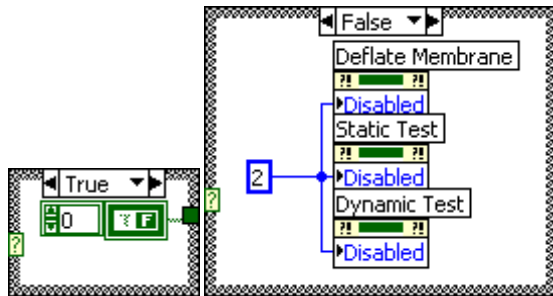 False
Deflate Membrane
?! ?!
Disabled
Static Test
?! ?!
Disabled
Dynamic Test
?! ?!
Disabled
2
?
True
0
F
?